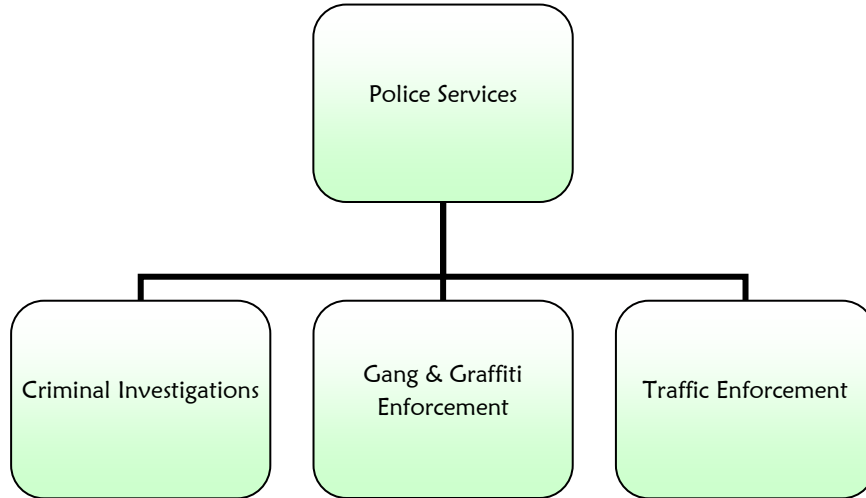 Police Services
Criminal Investigations
Gang & Graffiti
Enforcement
Traffic Enforcement